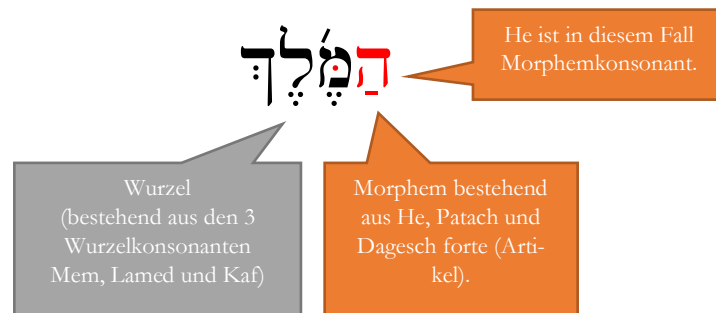 הַמֶּ֫לֶךְ
He ist in diesem Fall
Morphemkonsonant.
Wurzel
(bestehend aus den 3
Wurzelkonsonanten
Mem, Lamed und Kaf)
Morphem bestehend
aus He, Patach und
Dagesch forte (Arti-
kel).